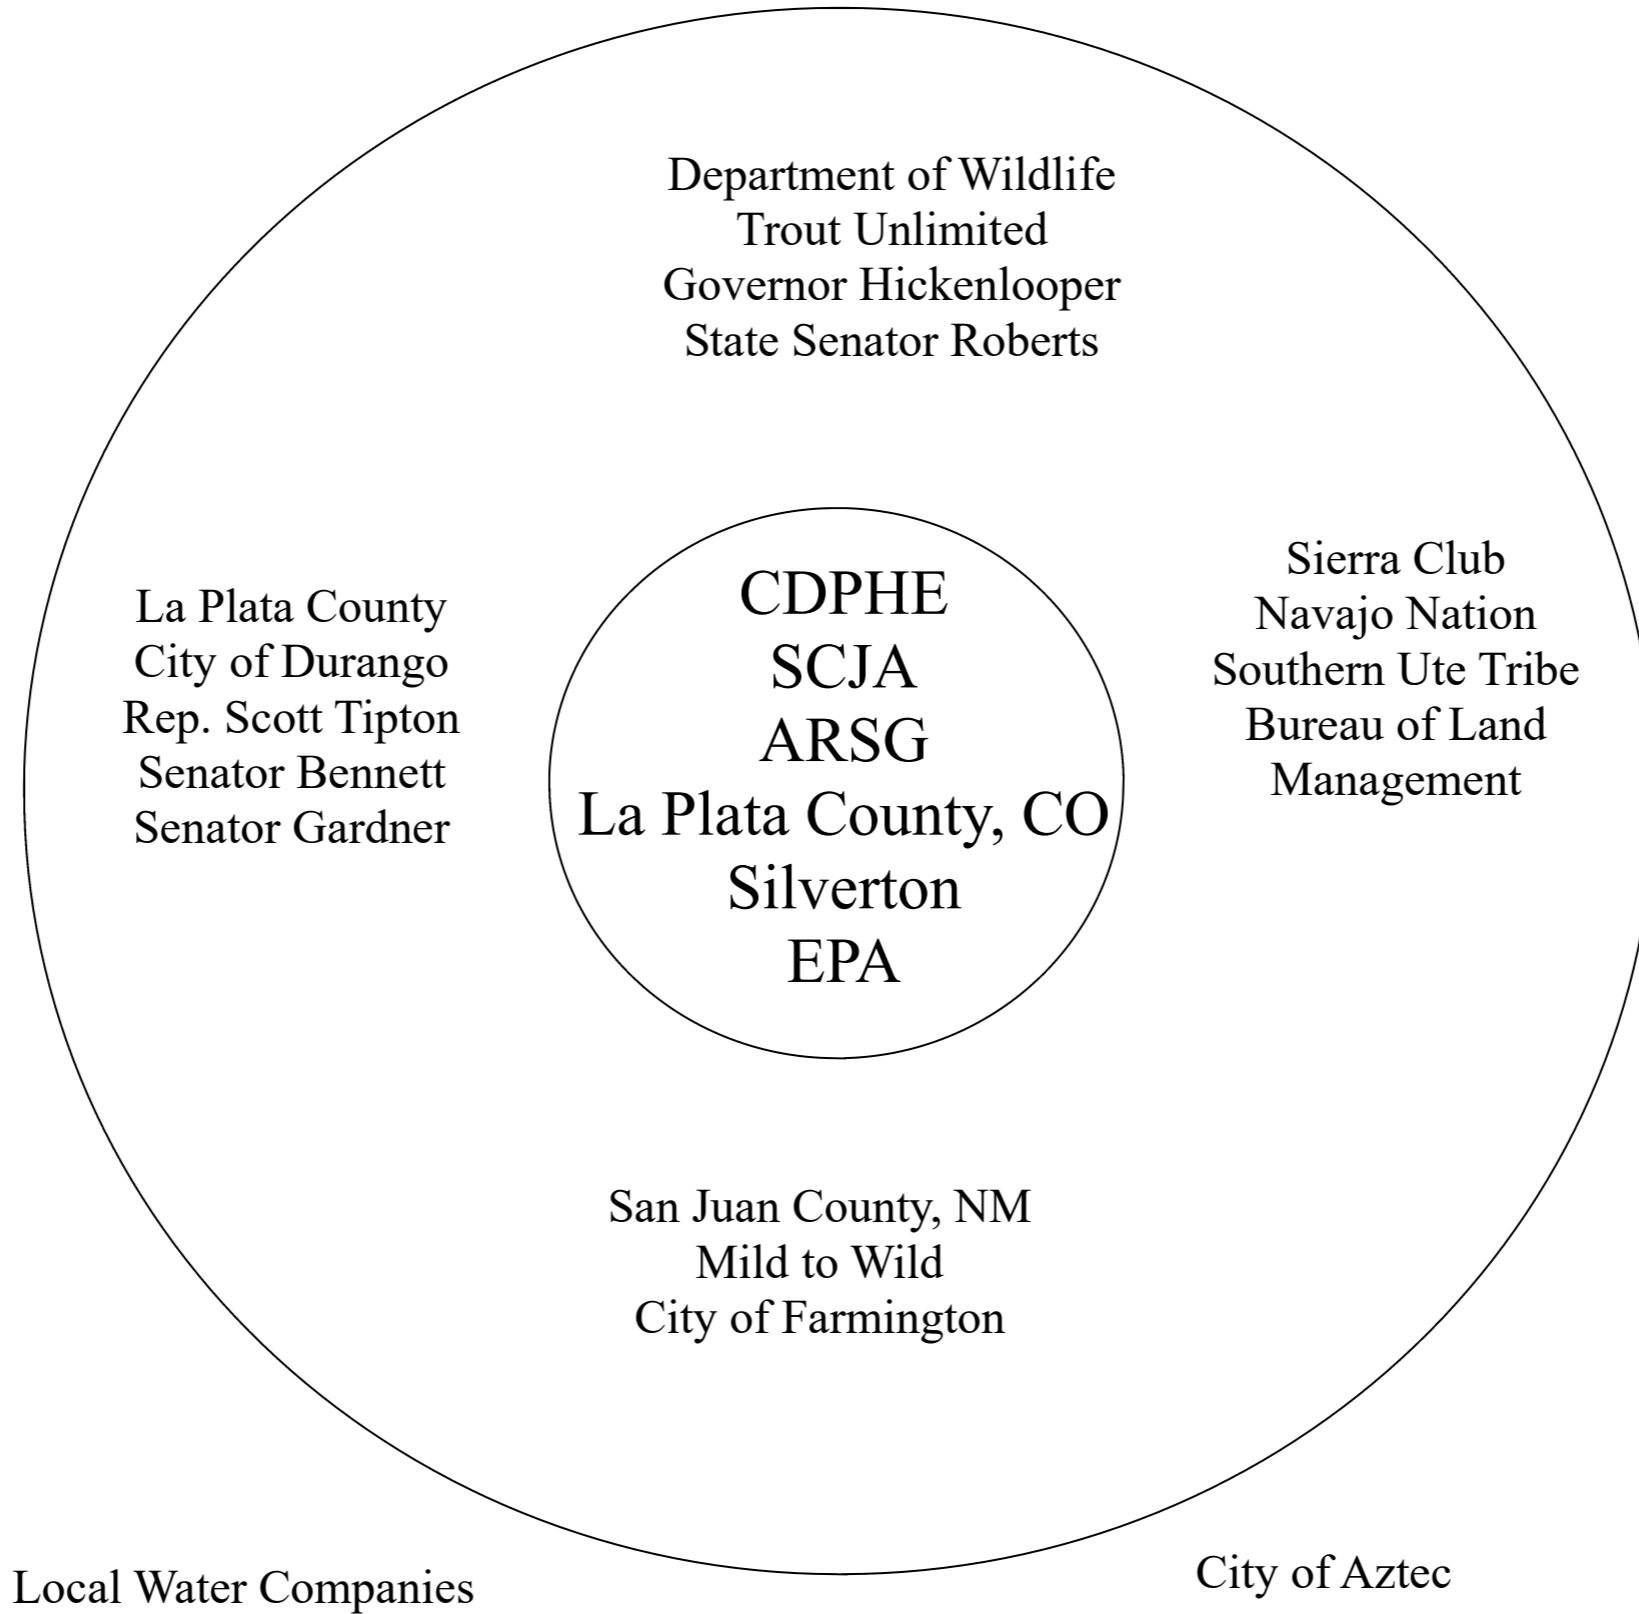 Department of Wildlife
Trout Unlimited
Governor Hickenlooper
State Senator Roberts
La Plata County
City of Durango
Rep. Scott Tipton
Senator Bennett
Senator Gardner
CDPHE
SCJA
ARSG
La Plata County, CO
Silverton
EPA
Sierra Club
Navajo Nation
Southern Ute Tribe
Bureau of Land
Management
San Juan County, NM
Mild to Wild
City of Farmington
Local Water Companies
City of Aztec